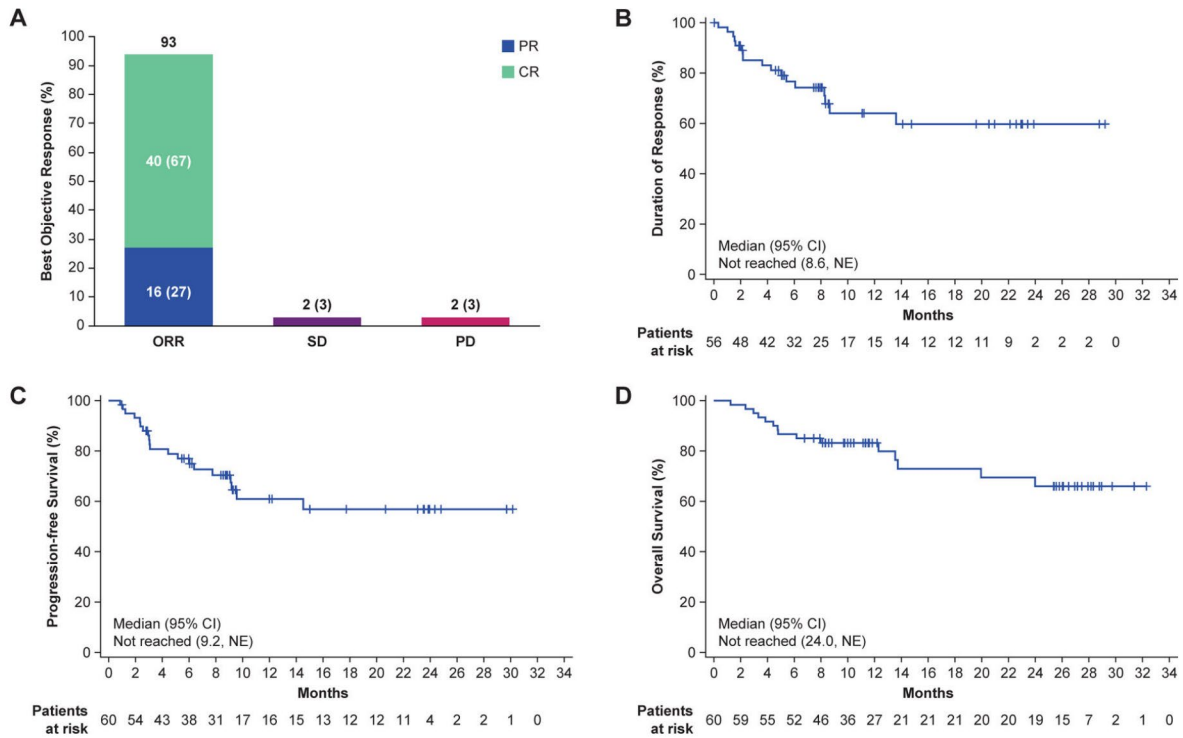 A
Best Objective Response (%)
100
90
80
70
60
50
40
30
20
10
0
93
PR
CR
40 (67)
16 (27)
2 (3)
2 (3)
ORR SD PD
B
Duration of Response (%)
100
80
60
40
20
0
Median (95% CI)
Not reached (8.6, NE)
0 2 4 6 8 10 12 14 16 18 20 22 24 26 28 30 32 34
Months
Patients
at risk
56 48 42 32 25 17 15 14 12 12 11 9 2 2 2 0
C
Progression-free Survival (%)
100
80
60
40
20
0
Median (95% CI)
Not reached (9.2, NE)
0 2 4 6 8 10 12 14 16 18 20 22 24 26 28 30 32 34
Months
Patients
at risk
60 54 43 38 31 17 16 15 13 12 12 11 4 2 2 1 0
D
Overall Survival (%)
100
80
60
40
20
0
Median (95% CI)
Not reached (24.0, NE)
0 2 4 6 8 10 12 14 16 18 20 22 24 26 28 30 32 34
Months
Patients
at risk
60 59 55 52 46 36 27 21 21 21 20 20 19 15 7 2 1 0